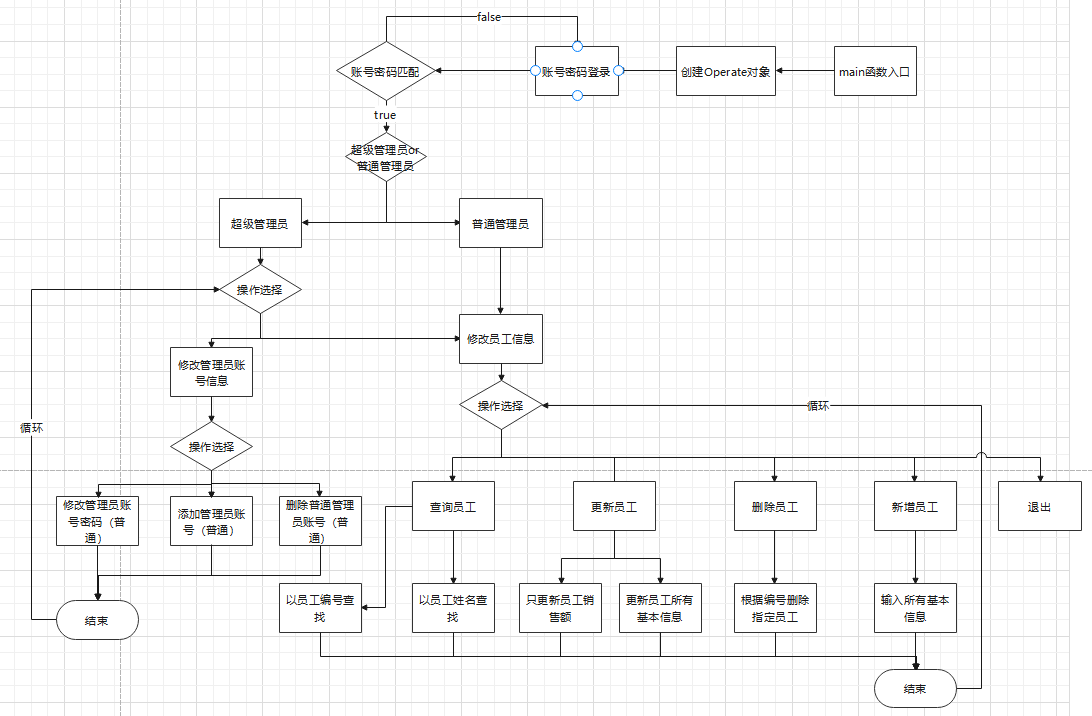 false
账号密码匹配
账号密码登录
创建Operate对象
main函数入口
true
超级管理员or
普通管理员
超级管理员
普通管理员
操作选择
修改员工信息
修改管理员账
号信息
操作选择
循环
循环
操作选择
修改管理员账
号密码（普
通）
添加管理员账
号（普通）
删除普通管理
员账号（普
通）
查询员工
更新员工
删除员工
新增员工
退出
以员工编号查
找
以员工姓名查
找
只更新员工销
售额
更新员工所有
基本信息
根据编号删除
指定员工
输入所有基本
信息
结束
结束